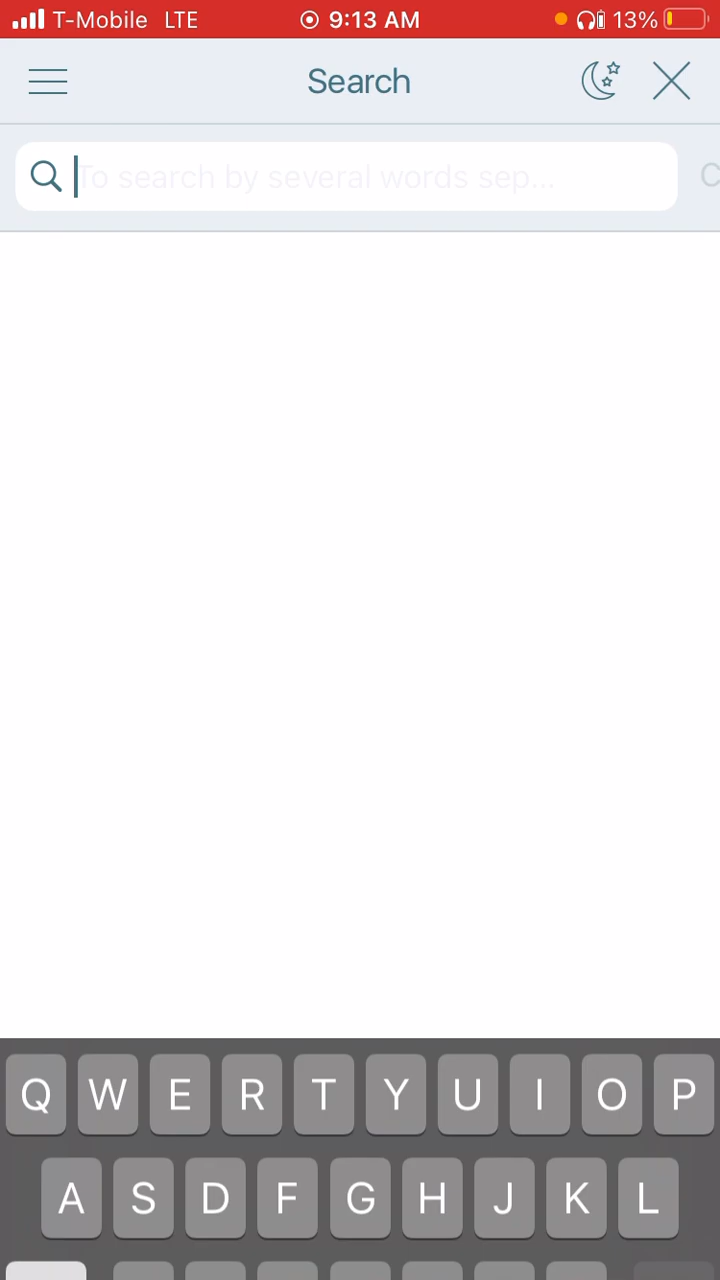 T-Mobile LTE 9:13 AM 13%
Search
To search by several words sep... C
Q W E R T Y U I O P
A S D F G H J K L